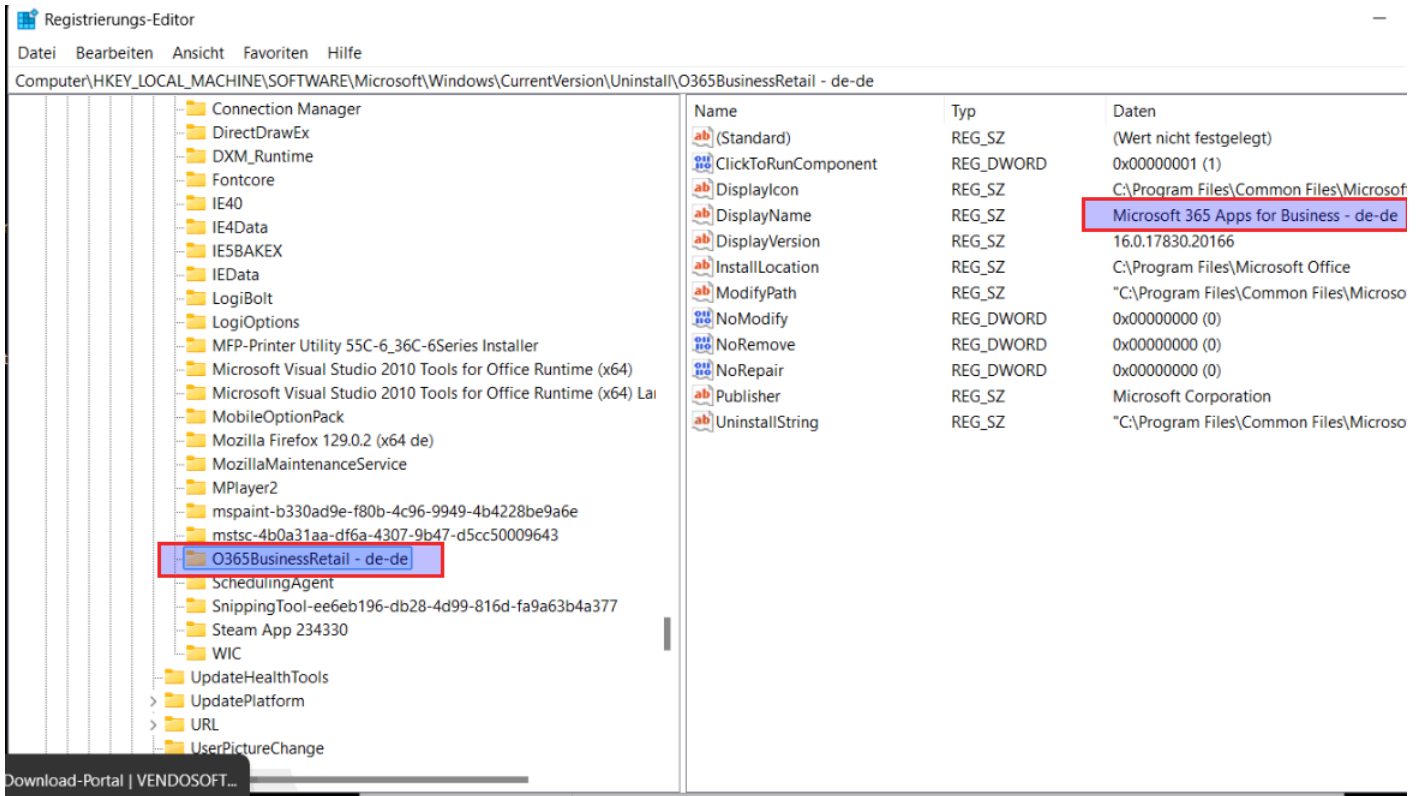 Registrierungs-Editor
Datei Bearbeiten Ansicht Favoriten Hilfe
Computer\HKEY_LOCAL_MACHINE\SOFTWARE\Microsoft\Windows\CurrentVersion\Uninstall\O365BusinessRetail - de-de
Connection Manager
DirectDrawEx
DXM_Runtime
Fontcore
IE40
IE4Data
IE5BAKEX
IEData
LogiBolt
LogiOptions
MFP-Printer Utility 55C-6_36C-6Series Installer
Microsoft Visual Studio 2010 Tools for Office Runtime (x64)
Microsoft Visual Studio 2010 Tools for Office Runtime (x64) Lar
MobileOptionPack
Mozilla Firefox 129.0.2 (x64 de)
MozillaMaintenanceService
MPlayer2
mspaint-b330ad9e-f80b-4c96-9949-4b4228be9a6e
mstsc-4b0a31aa-df6a-4307-9b47-d5cc50009643
O365BusinessRetail - de-de
SchedulingAgent
SnippingTool-ee6eb196-db28-4d99-816d-fa9a63b4a377
Steam App 234330
WIC
UpdateHealthTools
UpdatePlatform
URL
UserPictureChange
Name Typ Daten
(Standard) REG_SZ (Wert nicht festgelegt)
ClickToRunComponent REG_DWORD 0x00000001 (1)
DisplayIcon REG_SZ C:\Program Files\Common Files\Microsoft
DisplayName REG_SZ Microsoft 365 Apps for Business - de-de
DisplayVersion REG_SZ 16.0.17830.20166
InstallLocation REG_SZ C:\Program Files\Microsoft Office
ModifyPath REG_SZ "C:\Program Files\Common Files\Microso
NoModify REG_DWORD 0x00000000 (0)
NoRemove REG_DWORD 0x00000000 (0)
NoRepair REG_DWORD 0x00000000 (0)
Publisher REG_SZ Microsoft Corporation
UninstallString REG_SZ "C:\Program Files\Common Files\Microso
Download-Portal | VENDOSOFT...